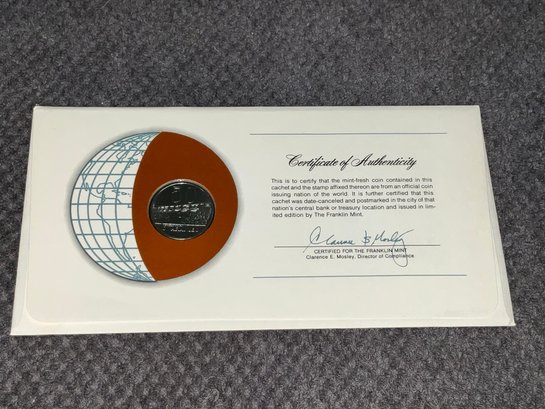 Certificate of Authenticity
This is to certify that the mint-fresh coin contained in this
cachet and the stamp affixed thereon are from an official coin
issuing nation of the world. It is further certified that this
cachet was date-canceled and postmarked in the city of that
nation's central bank or treasury location and issued in lim-
ited edition by The Franklin Mint.
CERTIFIED FOR THE FRANKLIN MINT
Clarence E. Mosley, Director of Compliance